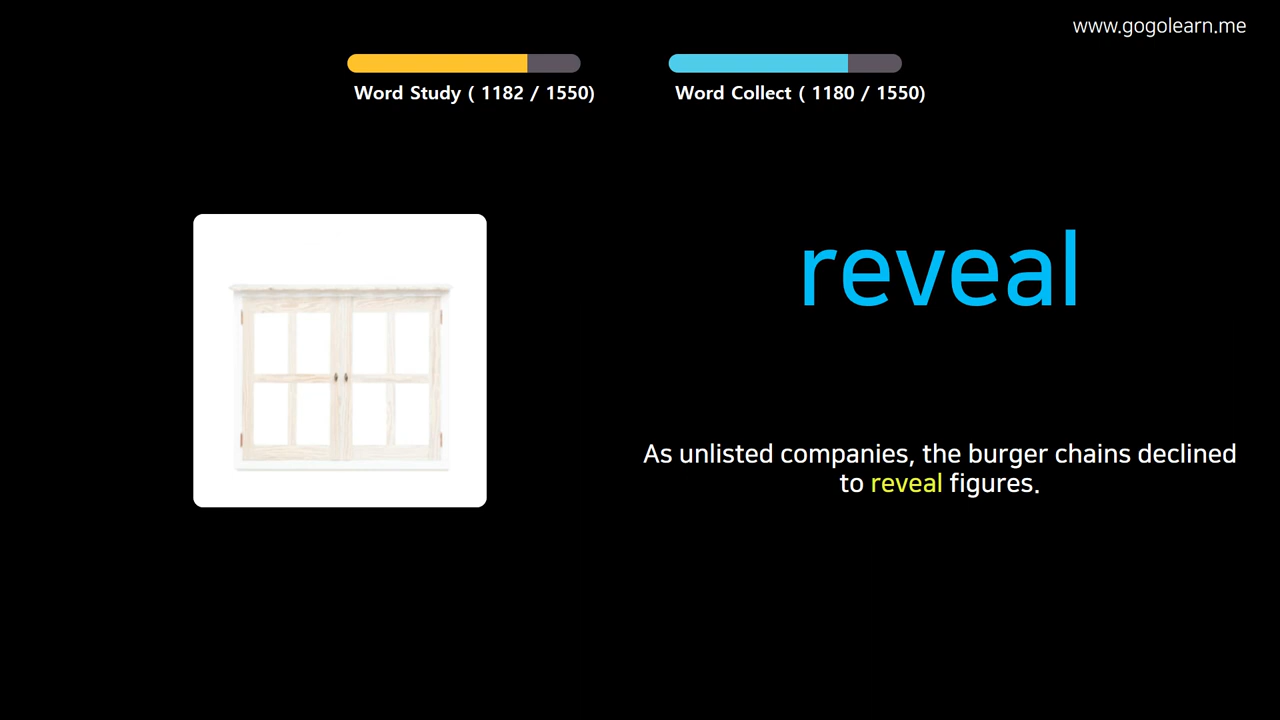 www.gogolearn.me
Word Study ( 1182 / 1550)
Word Collect ( 1180 / 1550)
reveal
As unlisted companies, the burger chains declined
to reveal figures.